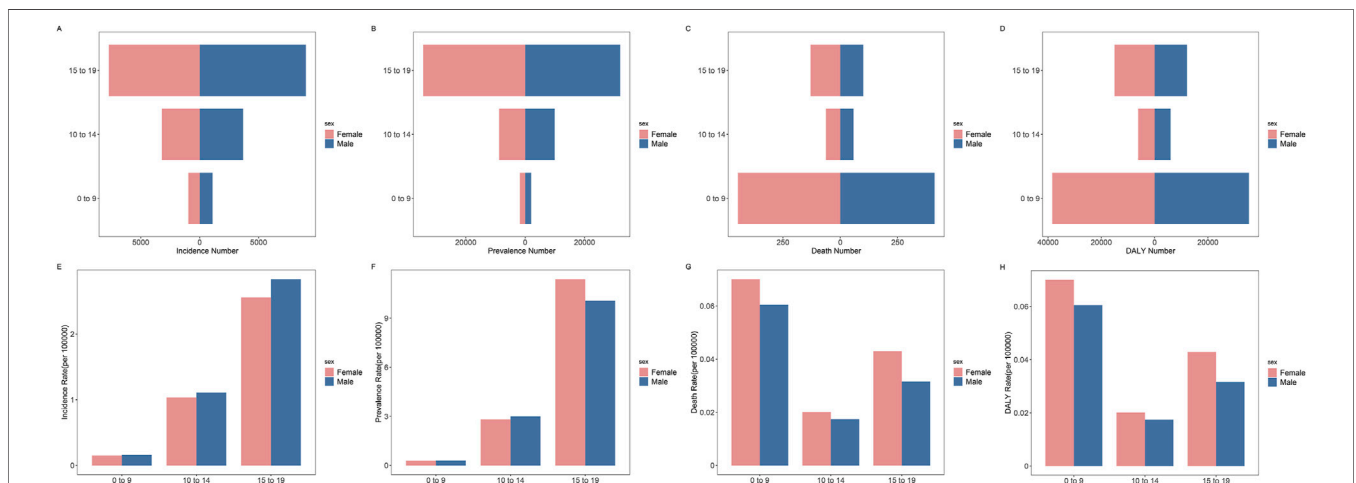 A
15 to 19
10 to 14
0 to 9
5000
0
5000
Incidence Number
sex
Female
Male
B
15 to 19
10 to 14
0 to 9
20000
0
20000
Prevalence Number
sex
Female
Male
C
15 to 19
10 to 14
0 to 9
250
0
250
Death Number
sex
Female
Male
D
15 to 19
10 to 14
0 to 9
40000
20000
0
20000
DALY Number
sex
Female
Male
E
Incidence Rate(per 100000)
2
1
0
0 to 9
10 to 14
15 to 19
sex
Female
Male
F
Prevalence Rate(per 100000)
9
6
3
0
0 to 9
10 to 14
15 to 19
sex
Female
Male
G
Death Rate(per 100000)
0.06
0.04
0.02
0
0 to 9
10 to 14
15 to 19
sex
Female
Male
H
DALY Rate(per 100000)
0.06
0.04
0.02
0
0 to 9
10 to 14
15 to 19
sex
Female
Male